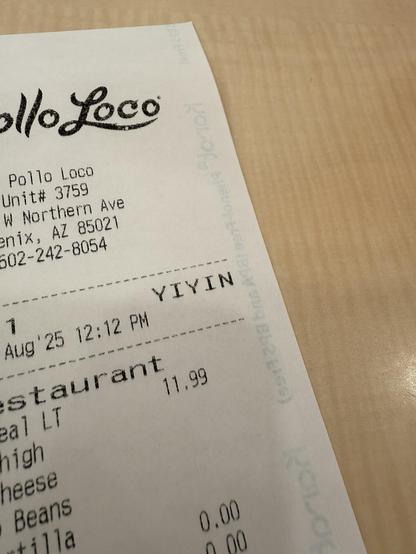 ollo Loco
Pollo Loco
Unit# 3759
W Northern Ave
enix, AZ 85021
602-242-8054
YIYIN
1
Aug'25 12:12 PM
estaurant
11.99
eal LT
high
heese
Beans
0.00
rtilla
0.00